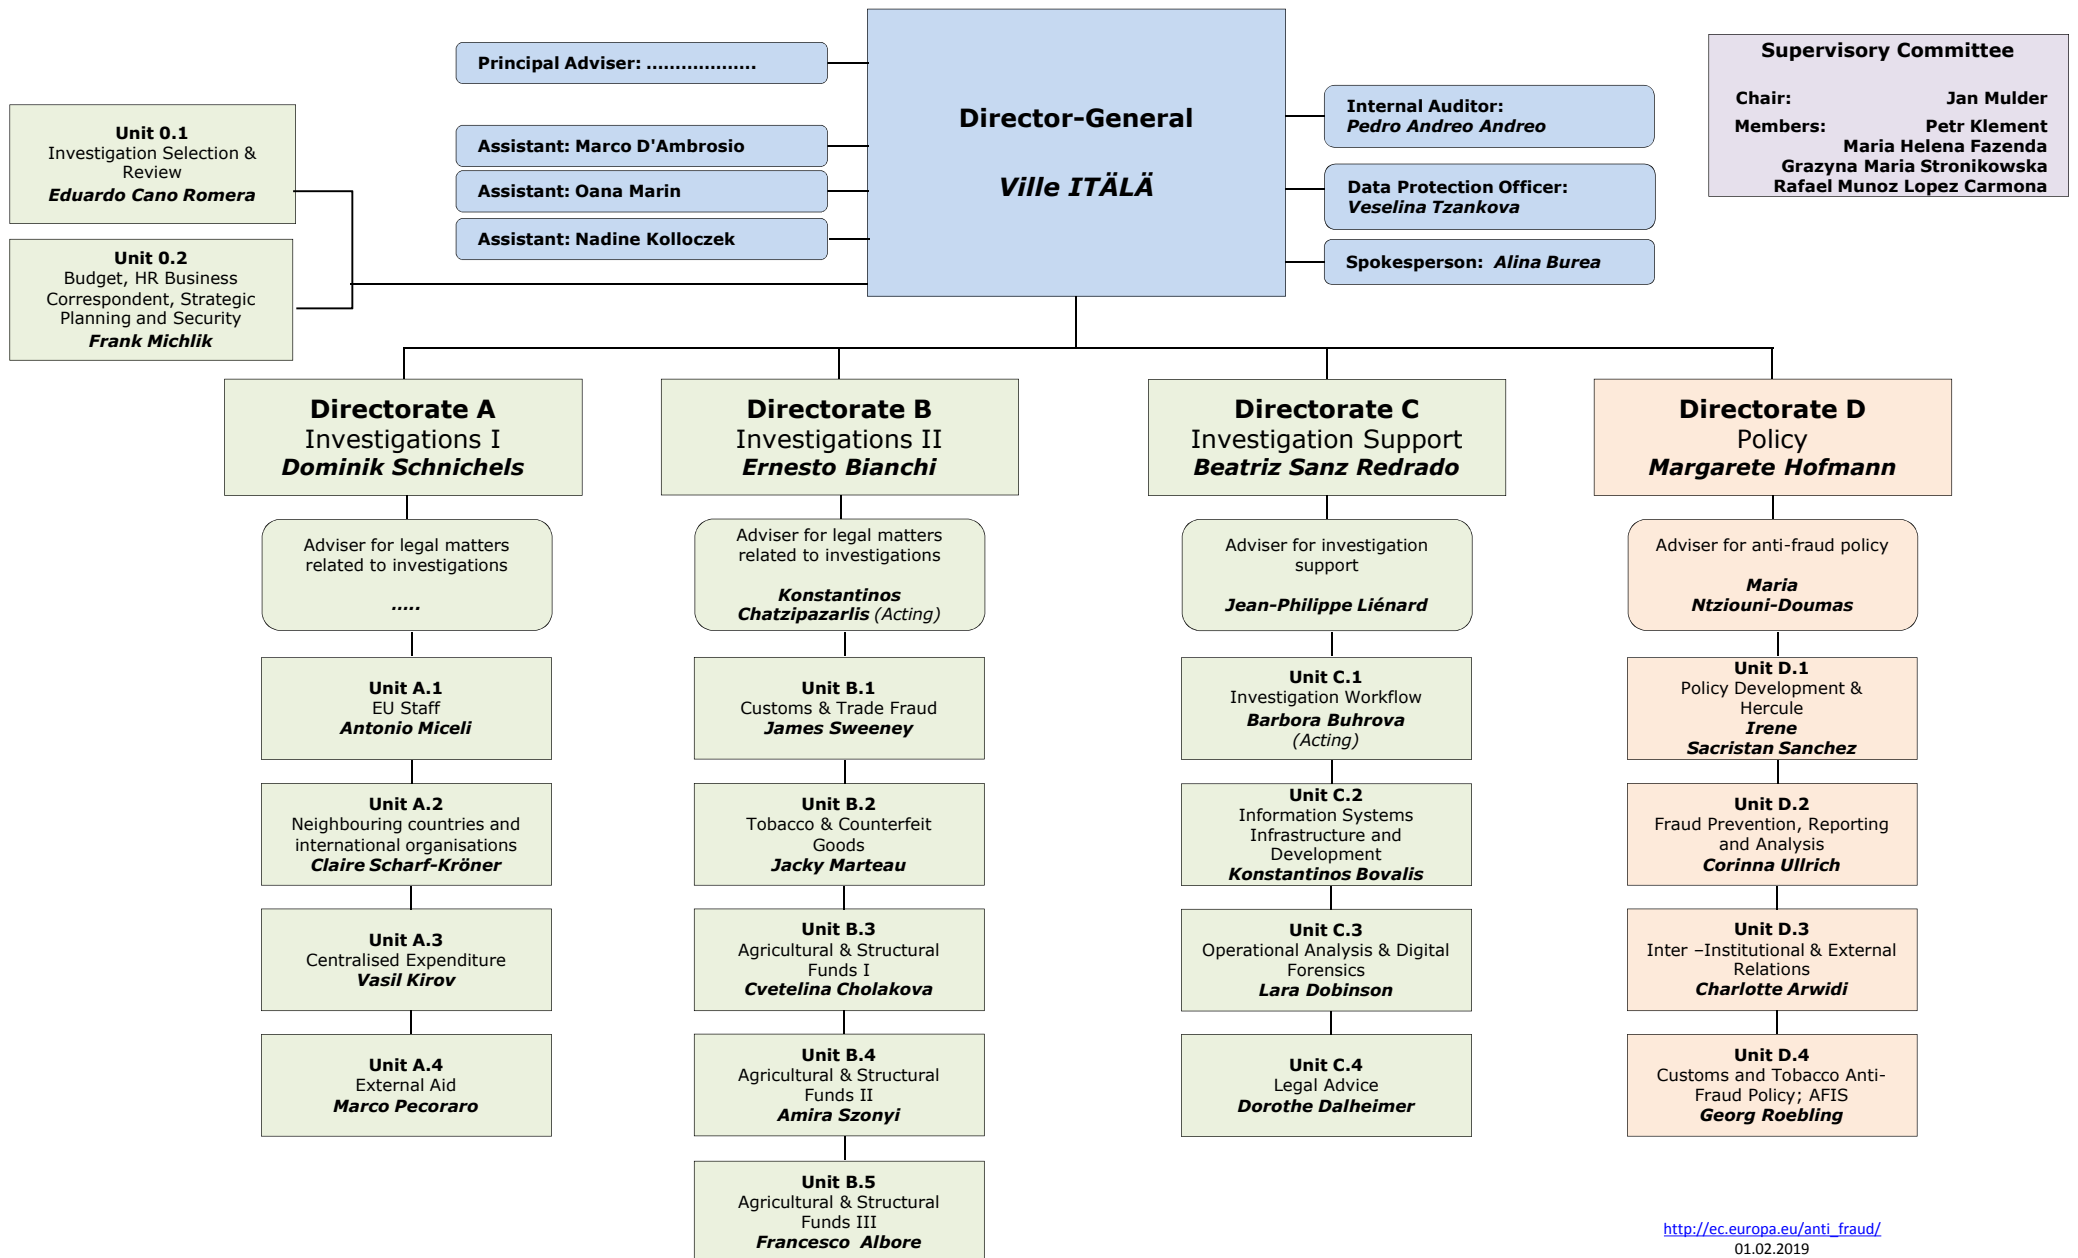 Principal Adviser: ...................
Assistant: Marco D'Ambrosio
Assistant: Oana Marin
Assistant: Nadine Kolloczek
Director-General
Ville ITÄLÄ
Internal Auditor:
Pedro Andreo Andreo
Data Protection Officer:
Veselina Tzankova
Spokesperson: Alina Burea
Supervisory Committee
Chair: Jan Mulder
Members: Petr Klement
Maria Helena Fazenda
Grazyna Maria Stronikowska
Rafael Munoz Lopez Carmona
Unit 0.1
Investigation Selection &
Review
Eduardo Cano Romera
Unit 0.2
Budget, HR Business
Correspondent, Strategic
Planning and Security
Frank Michlik
Directorate A
Investigations I
Dominik Schnichels
Adviser for legal matters
related to investigations
.....
Unit A.1
EU Staff
Antonio Miceli
Unit A.2
Neighbouring countries and
international organisations
Claire Scharf-Kröner
Unit A.3
Centralised Expenditure
Vasil Kirov
Unit A.4
External Aid
Marco Pecoraro
Directorate B
Investigations II
Ernesto Bianchi
Adviser for legal matters
related to investigations
Konstantinos
Chatzipazarlis (Acting)
Unit B.1
Customs & Trade Fraud
James Sweeney
Unit B.2
Tobacco & Counterfeit
Goods
Jacky Marteau
Unit B.3
Agricultural & Structural
Funds I
Cvetelina Cholakova
Unit B.4
Agricultural & Structural
Funds II
Amira Szonyi
Unit B.5
Agricultural & Structural
Funds III
Francesco Albore
Directorate C
Investigation Support
Beatriz Sanz Redrado
Adviser for investigation
support
Jean-Philippe Liénard
Unit C.1
Investigation Workflow
Barbora Buhrova
(Acting)
Unit C.2
Information Systems
Infrastructure and
Development
Konstantinos Bovalis
Unit C.3
Operational Analysis & Digital
Forensics
Lara Dobinson
Unit C.4
Legal Advice
Dorothe Dalheimer
Directorate D
Policy
Margarete Hofmann
Adviser for anti-fraud policy
Maria
Ntziouni-Doumas
Unit D.1
Policy Development &
Hercule
Irene
Sacristan Sanchez
Unit D.2
Fraud Prevention, Reporting
and Analysis
Corinna Ullrich
Unit D.3
Inter –Institutional & External
Relations
Charlotte Arwidi
Unit D.4
Customs and Tobacco Anti-
Fraud Policy; AFIS
Georg Roebling
http://ec.europa.eu/anti_fraud/
01.02.2019